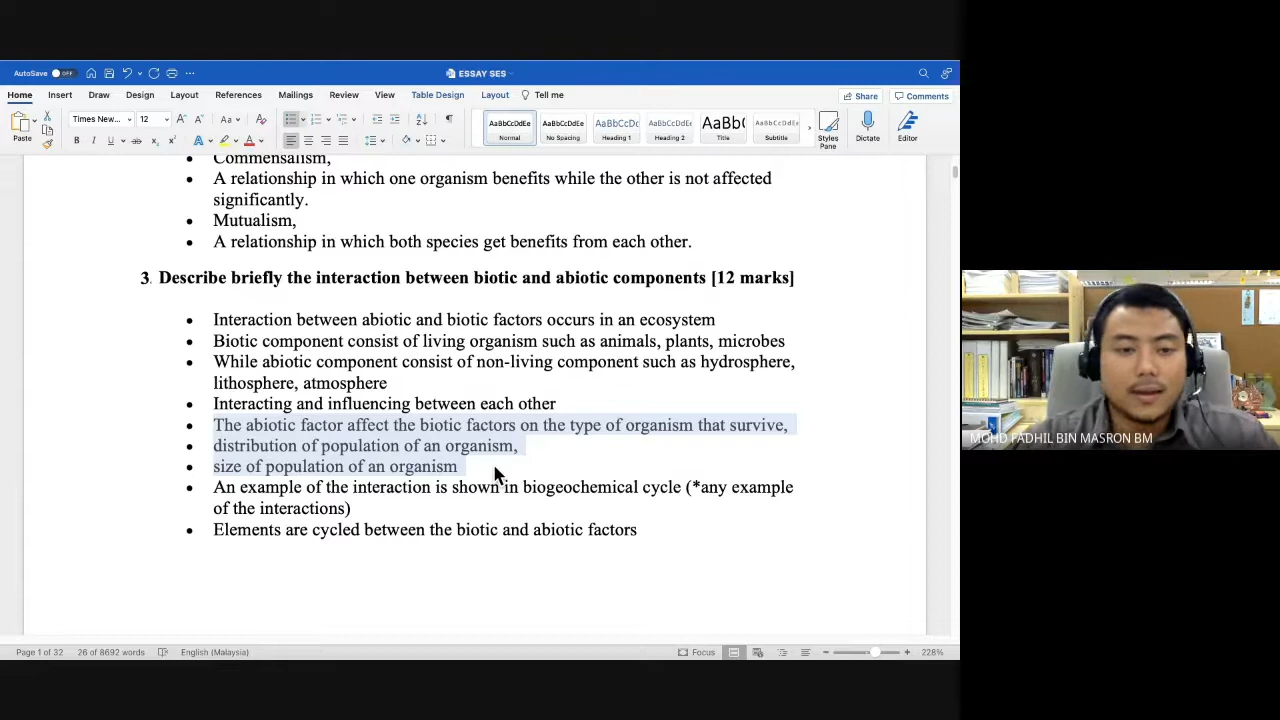 AutoSave OFF
ESSAY SES
Home Insert Draw Design Layout References Mailings Review View Table Design Layout Tell me
Share Comments
Paste
Times New... 12
AaBbCcDdEe AaBbCcDdEe AaBbCcDc AaBbCcDdEe AaBb( AaBbCcDdEe
Normal No Spacing Heading 1 Heading 2 Title Subtitle
Styles Pane
Dictate
Editor
Commensalism,
A relationship in which one organism benefits while the other is not affected
significantly.
Mutualism,
A relationship in which both species get benefits from each other.
3. Describe briefly the interaction between biotic and abiotic components [12 marks]
Interaction between abiotic and biotic factors occurs in an ecosystem
Biotic component consist of living organism such as animals, plants, microbes
While abiotic component consist of non-living component such as hydrosphere,
lithosphere, atmosphere
Interacting and influencing between each other
The abiotic factor affect the biotic factors on the type of organism that survive,
distribution of population of an organism,
size of population of an organism
An example of the interaction is shown in biogeochemical cycle (*any example
of the interactions)
Elements are cycled between the biotic and abiotic factors
MOHD FADHIL BIN MASRON BM
Page 1 of 32 26 of 8692 words English (Malaysia) Focus 228%